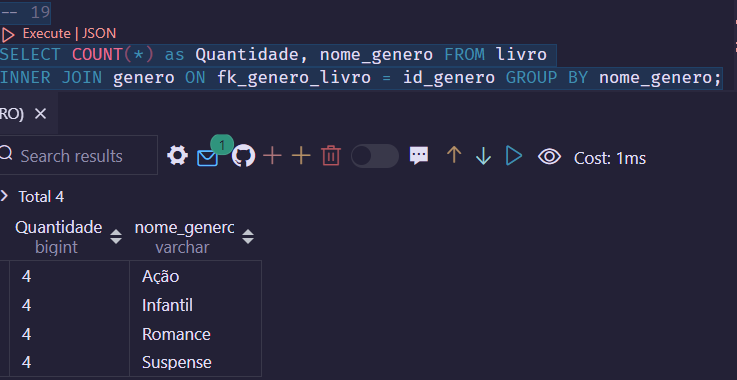 -- 19
Execute | JSON
SELECT COUNT(*) as Quantidade, nome_genero FROM livro
INNER JOIN genero ON fk_genero_livro = id_genero GROUP BY nome_genero;
RO) ×
Search results 1 Cost: 1ms
Total 4
Quantidade nome_genero
bigint varchar
4 Ação
4 Infantil
4 Romance
4 Suspense